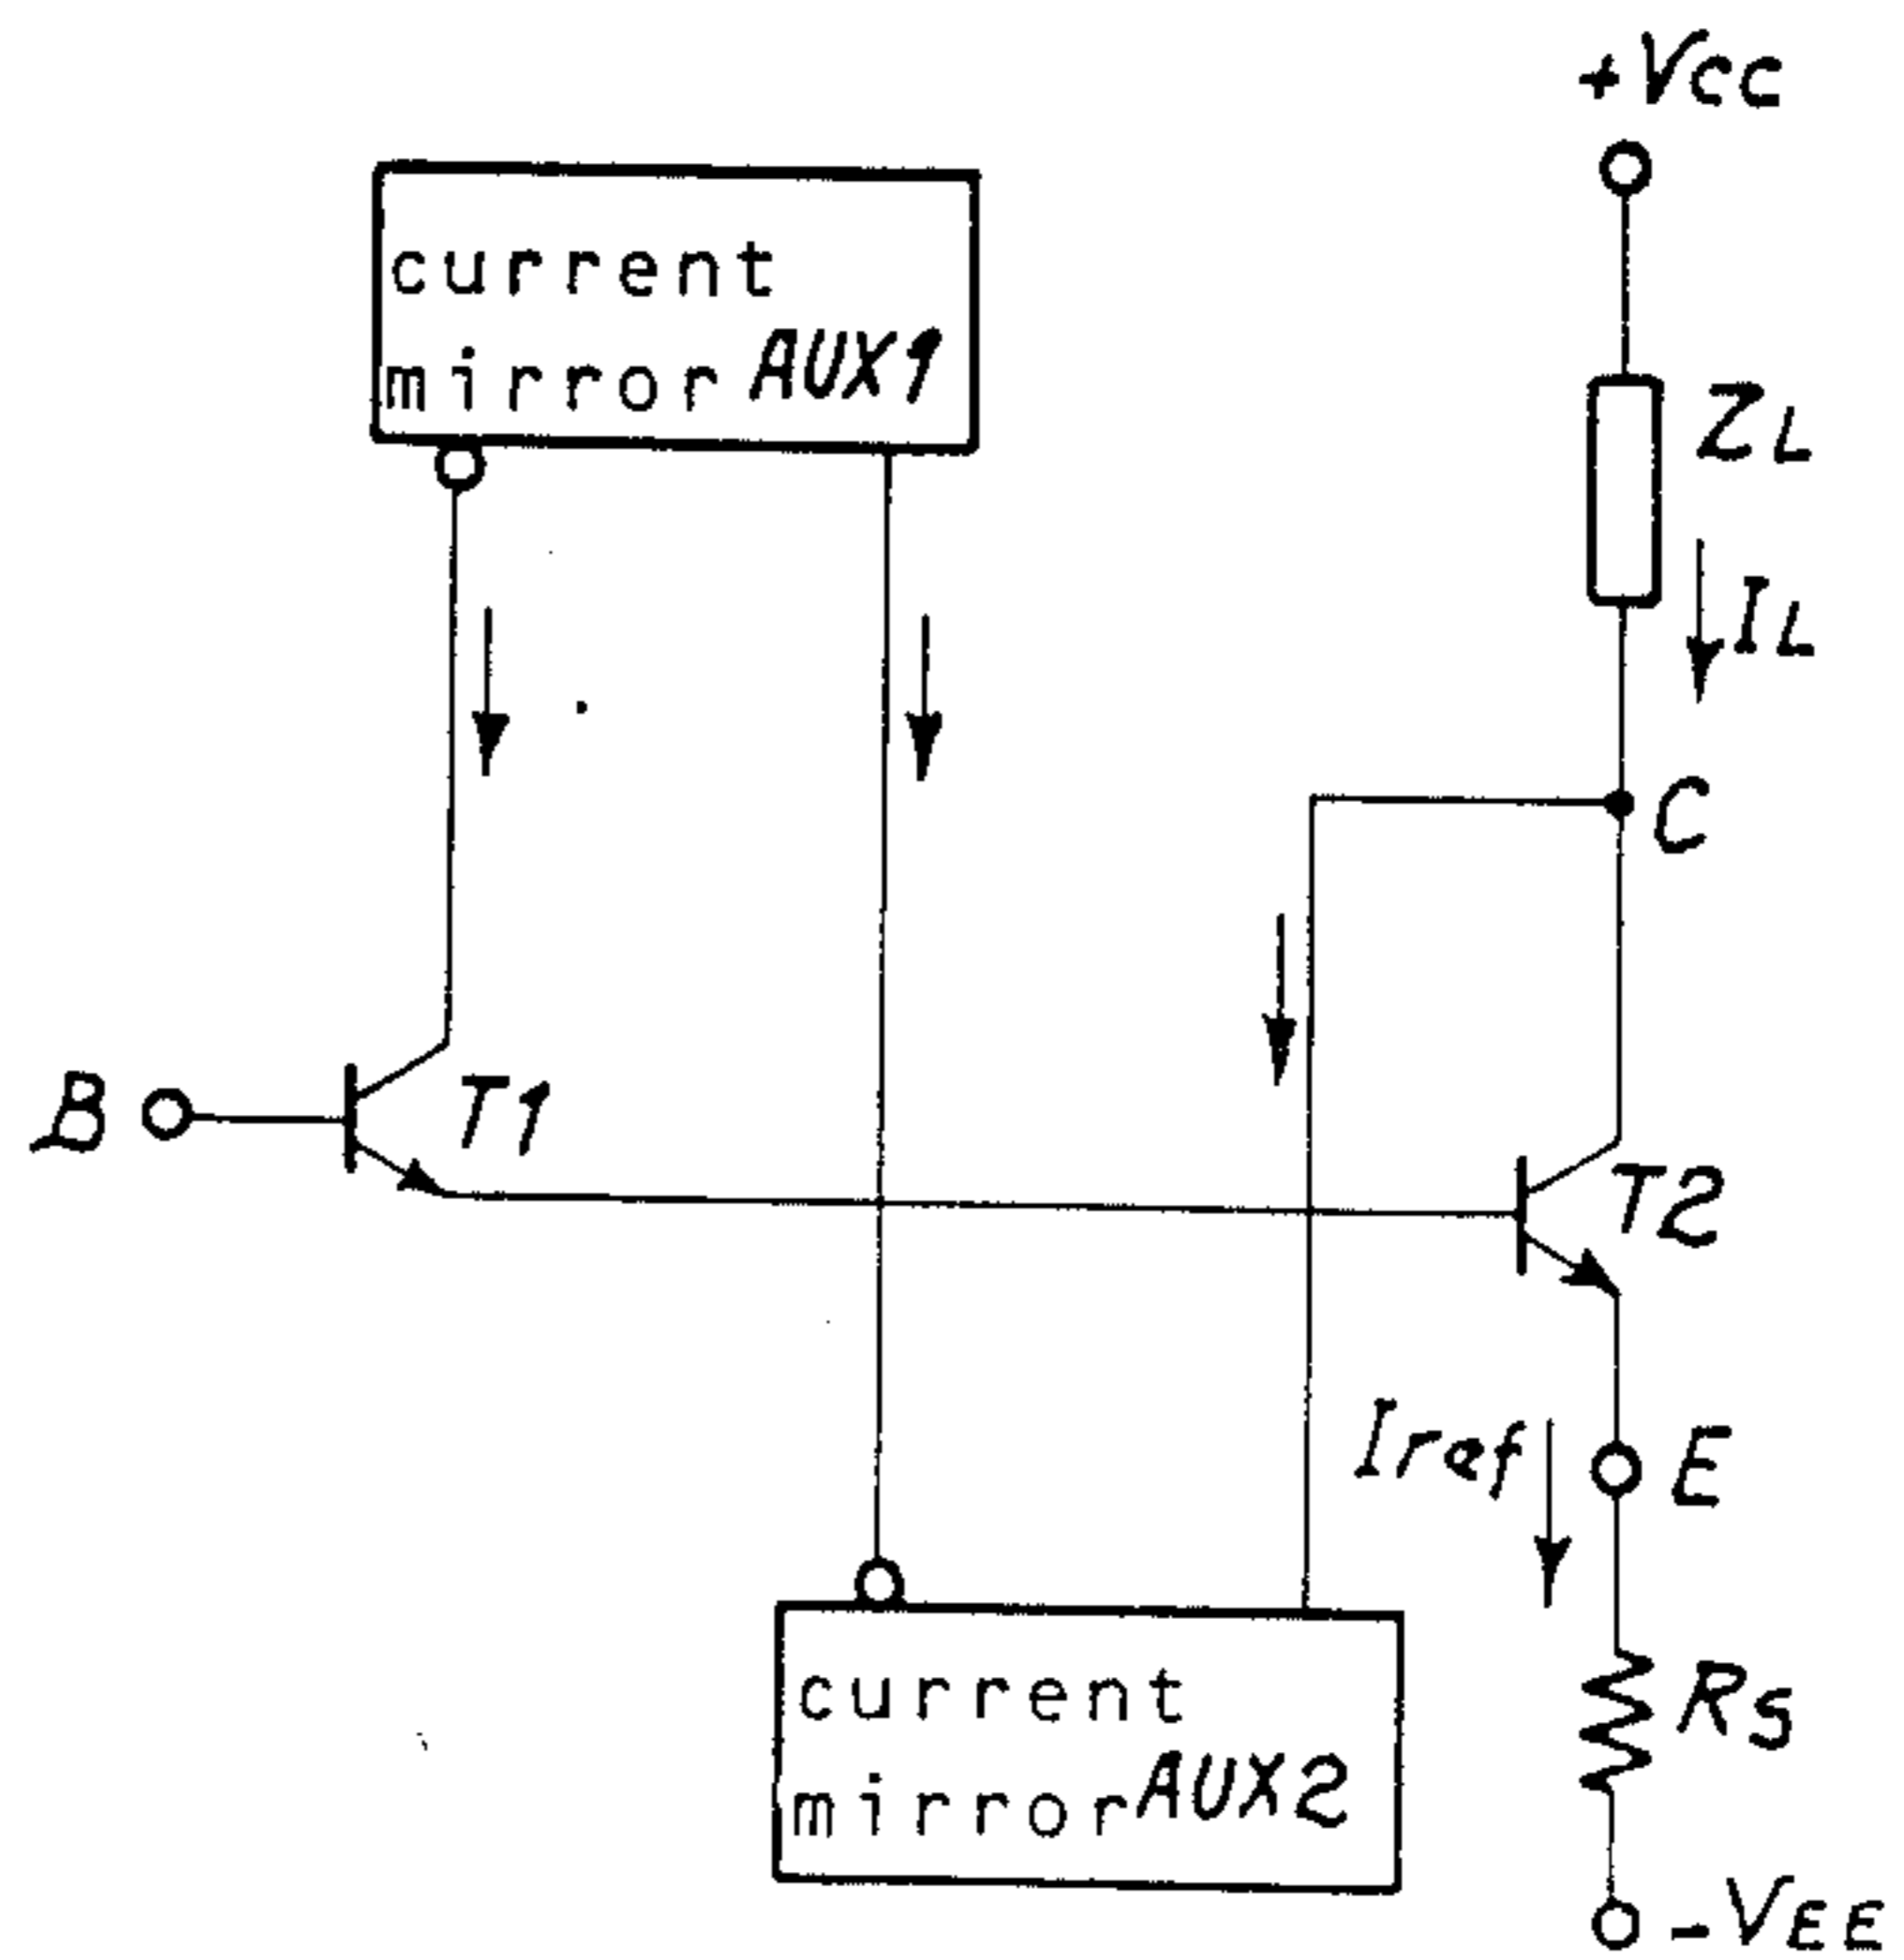 +Vcc
current
mirror AUX1
ZL
IL
C
B
T1
T2
Iref
E
current
mirror AUX2
Rs
-VEE